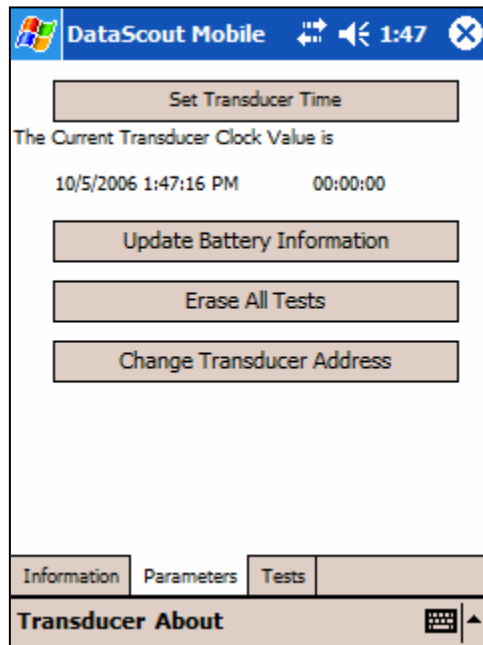 DataScout Mobile 1:47
Set Transducer Time
The Current Transducer Clock Value is
10/5/2006 1:47:16 PM 00:00:00
Update Battery Information
Erase All Tests
Change Transducer Address
Information Parameters Tests
Transducer About